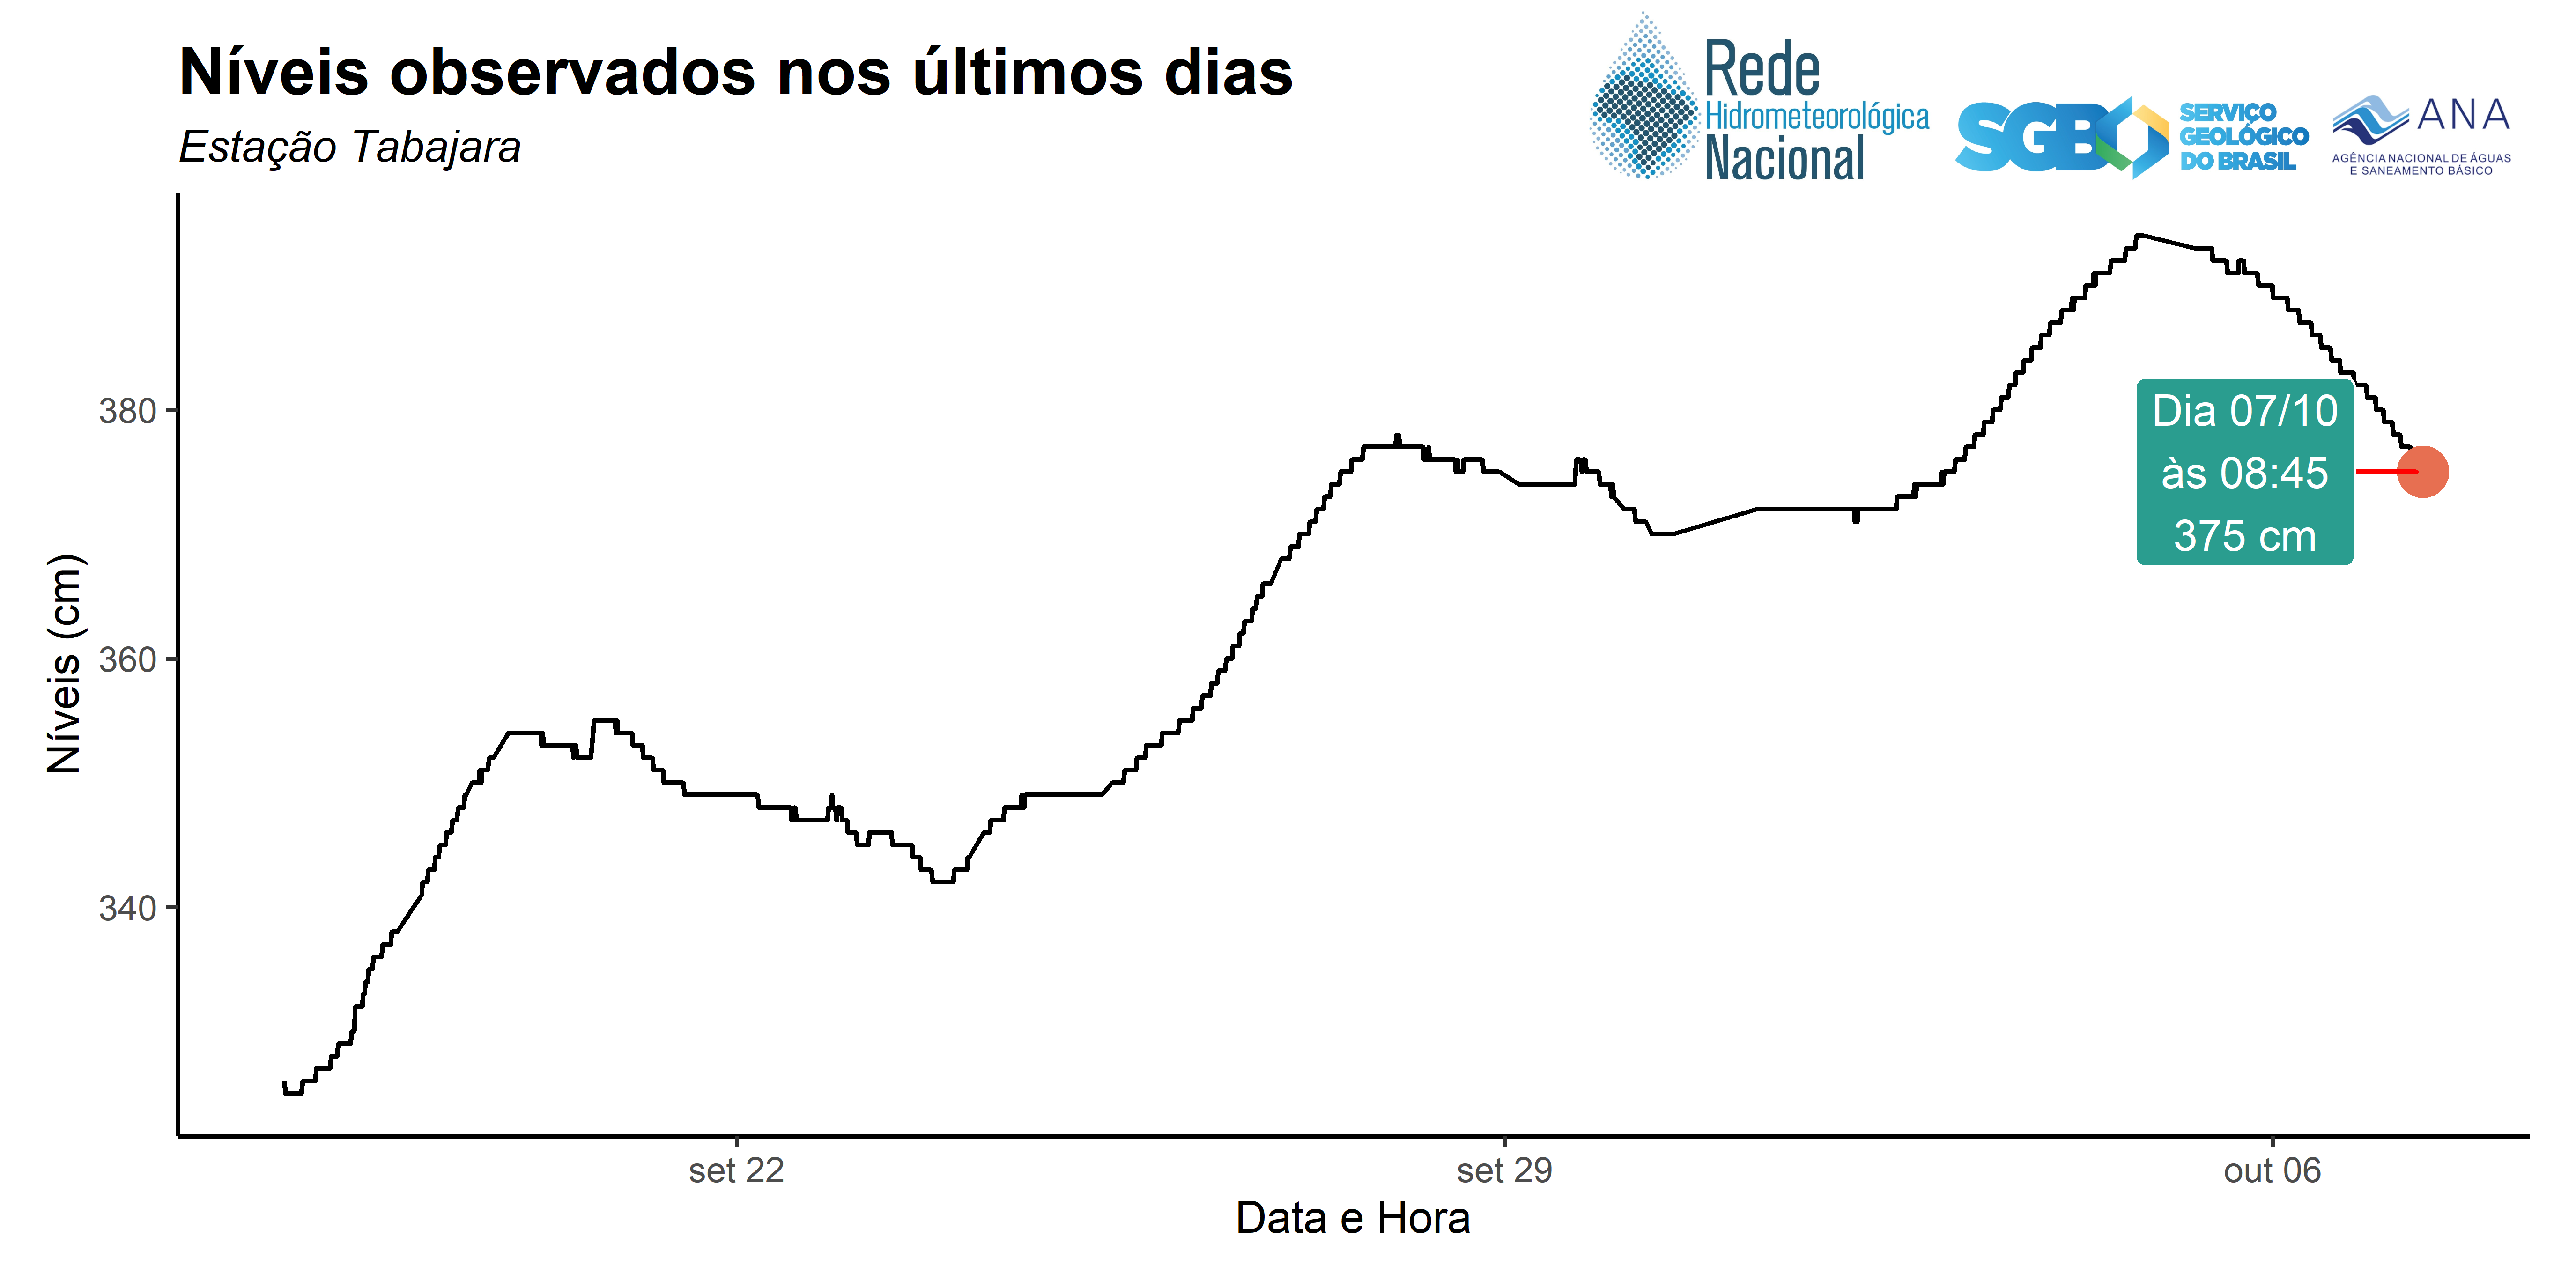 Níveis observados nos últimos dias
Estação Tabajara
Rede
Hidrometeorológica
Nacional
SGB
SERVIÇO
GEOLÓGICO
DO BRASIL
ANA
AGÊNCIA NACIONAL DE ÁGUAS
E SANEAMENTO BÁSICO
Níveis (cm)
380
360
340
Dia 07/10
às 08:45
375 cm
set 22
set 29
out 06
Data e Hora